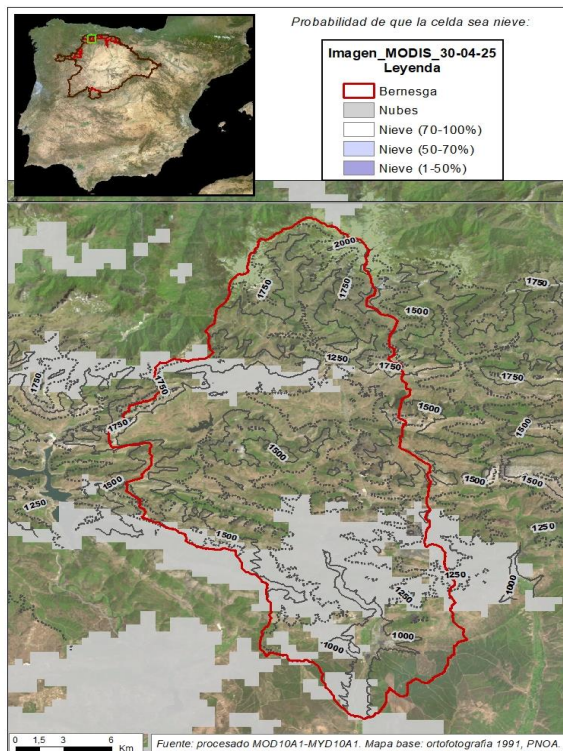 Probabilidad de que la celda sea nieve:
Imagen_MODIS_30-04-25
Leyenda
Bernesga
Nubes
Nieve (70-100%)
Nieve (50-70%)
Nieve (1-50%)
2000
1750
1750
1750
1500
1250
1750
1750
1750
1750
1500
1750
1500
1500
1500
1500
1500
1250
1500
1250
1250
1250
1000
1000
1000
0 1,5 3 6
Km
Fuente: procesado MOD10A1-MYD10A1. Mapa base: ortofotografía 1991, PNOA.